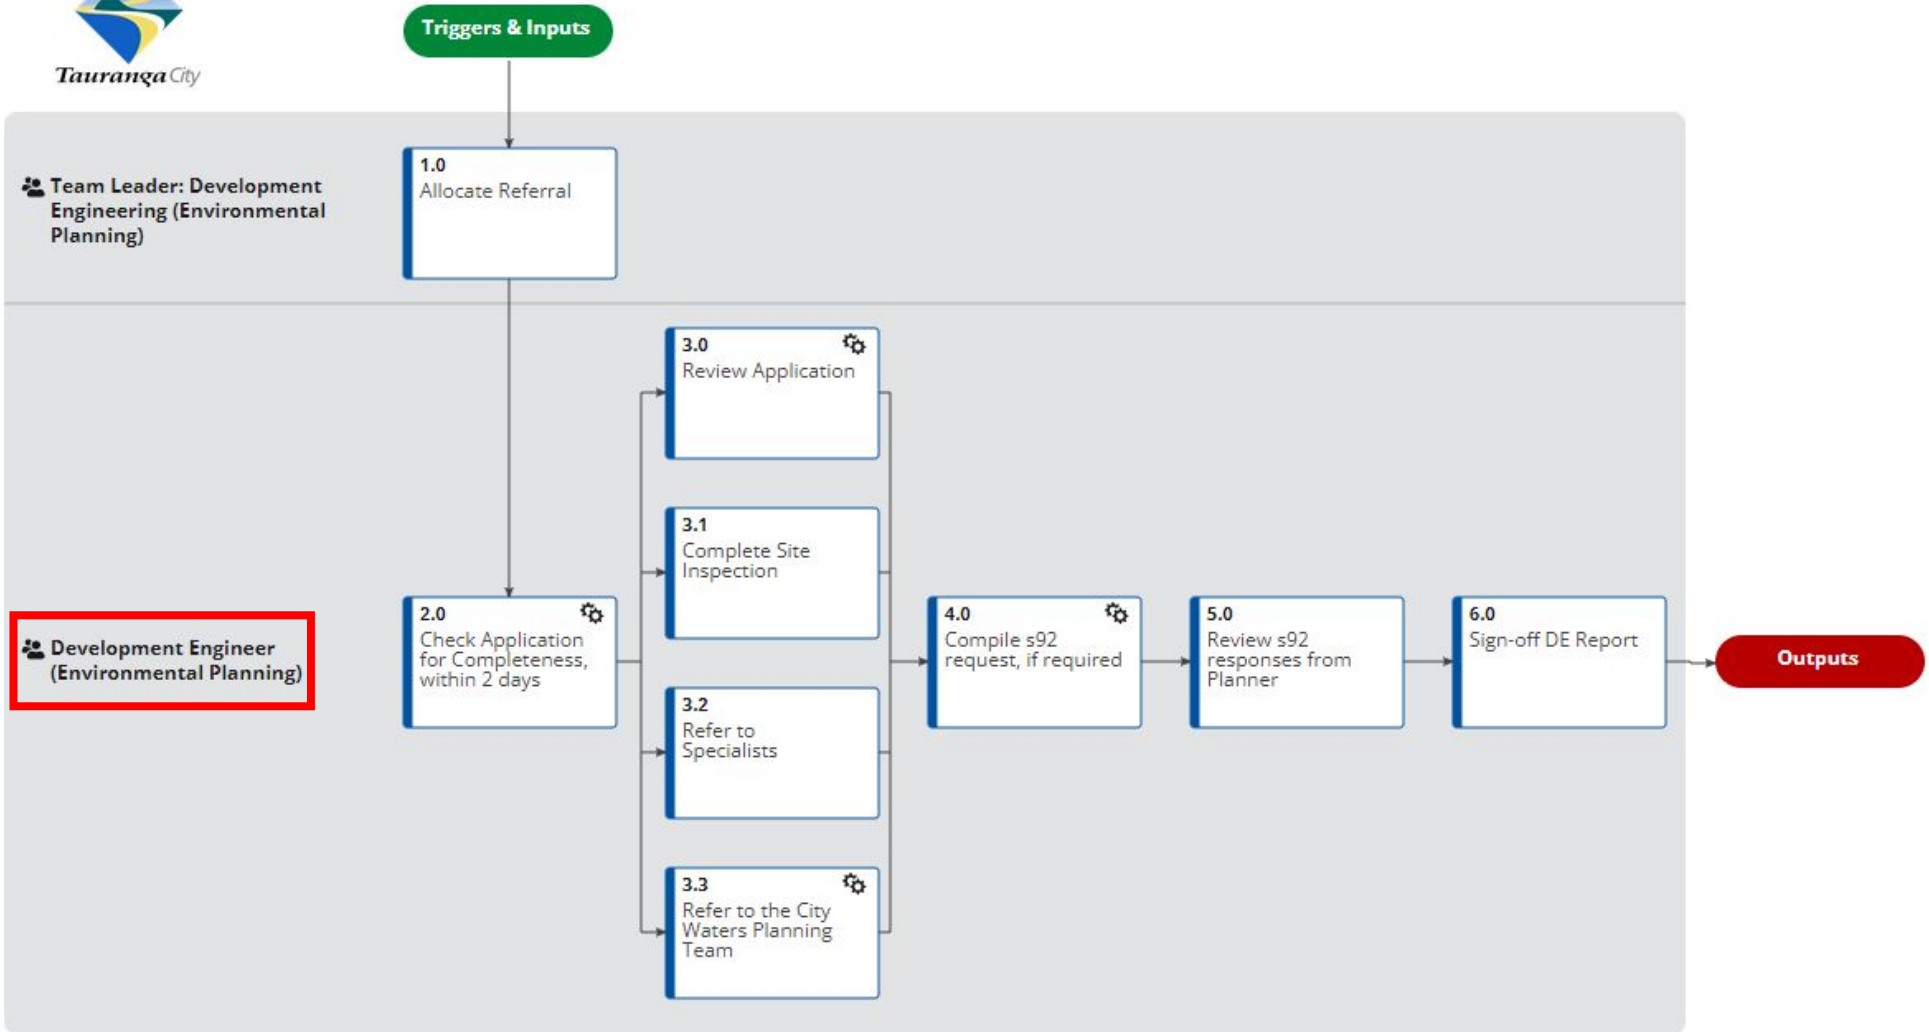 Tauranga City
Triggers & Inputs
Team Leader: Development
Engineering (Environmental
Planning)
1.0
Allocate Referral
Development Engineer
(Environmental Planning)
2.0
Check Application
for Completeness,
within 2 days
3.0
Review Application
3.1
Complete Site
Inspection
3.2
Refer to
Specialists
3.3
Refer to the City
Waters Planning
Team
4.0
Compile s92
request, if required
5.0
Review s92
responses from
Planner
6.0
Sign-off DE Report
Outputs